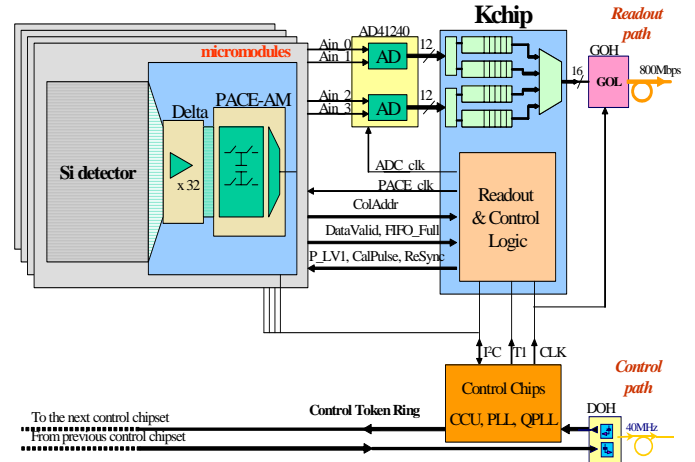 Kchip
Readout
path
AD41240
GOH
micromodules
Ain_0
Ain_1
AD
12
16
GOL
800Mbps
Ain_2
Ain_3
AD
12
Delta
PACE-AM
Si detector
x 32
ADC_clk
PACE_clk
ColAddr
DataValid, FIFO_Full
P_LV1, CalPulse, ReSync
Readout
& Control
Logic
I²C
T1
CLK
Control
path
Control Chips
CCU, PLL, QPLL
DOH
40MHz
To the next control chipset
Control Token Ring
From previous control chipset